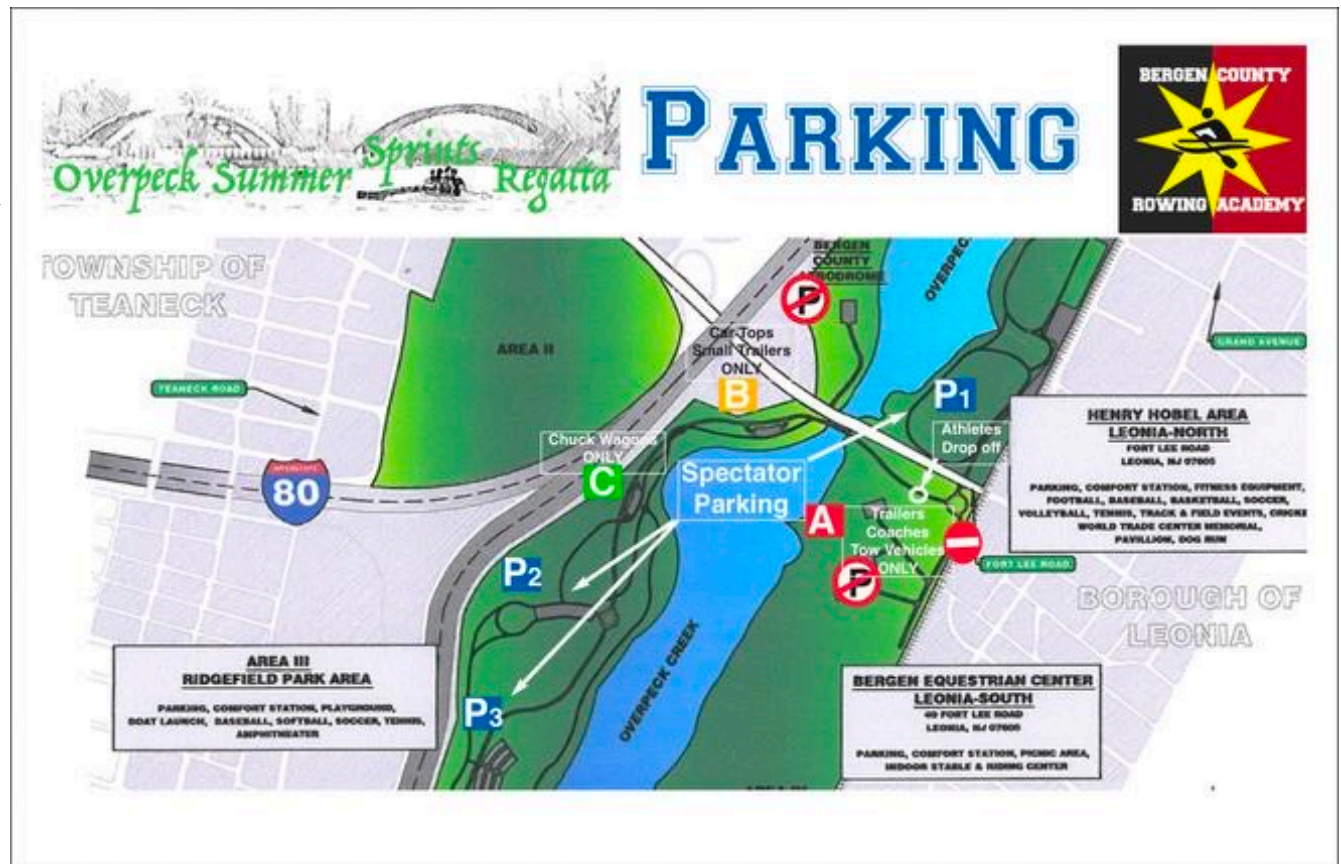 Overpeck Summer Sprints Regatta
PARKING
BERGEN COUNTY
ROWING ACADEMY
TOWNSHIP OF
TEANECK
BERGEN
COUNTY
OVERPECK
GRAND AVENUE
AREA II
TEANECK ROAD
Car-Tops
Small Trailers
ONLY
B
P1
Athletes
Drop off
HENRY HOBEL AREA
LEONIA-NORTH
FORT LEE ROAD
LEONIA, NJ 07605
PARKING, COMFORT STATION, FITNESS EQUIPMENT,
FOOTBALL, BASEBALL, BASKETBALL, SOCCER,
VOLLEYBALL, TENNIS, TRACK & FIELD EVENTS,
WORLD TRADE CENTER MEMORIAL,
PAVILLION, DOG RUN
Chuck Wagons
ONLY
C
INTERSTATE
80
Spectator
Parking
A
Trailers
Coaches
Tow Vehicles
ONLY
P
P
FORT LEE ROAD
BOROUGH OF
LEONIA
P2
P3
OVERPECK CREEK
AREA III
RIDGEFIELD PARK AREA
PARKING, COMFORT STATION, PLAYGROUND,
BOAT LAUNCH, BASEBALL, SOFTBALL, SOCCER, TENNIS,
AMPHITHEATER
BERGEN EQUESTRIAN CENTER
LEONIA-SOUTH
40 FORT LEE ROAD
LEONIA, NJ 07605
PARKING, COMFORT STATION, PICNIC AREA,
INDOOR STABLE & RIDING CENTER